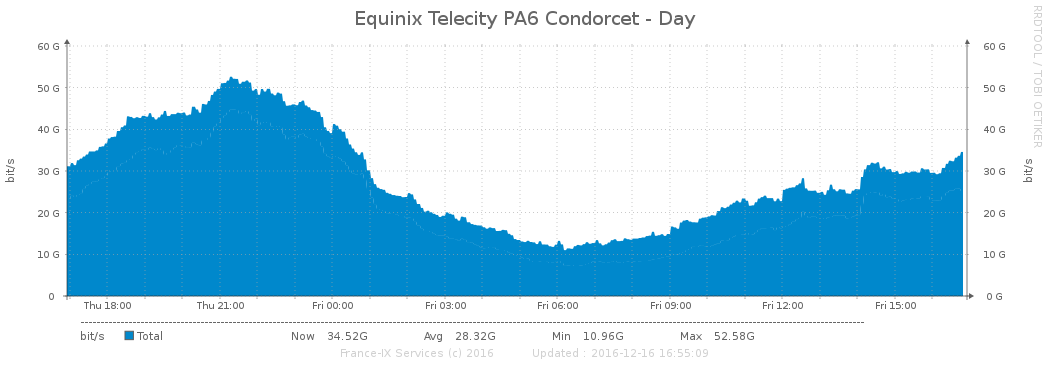 Equinix Telecity PA6 Condorcet - Day
RRDTOOL / TOBI OETIKER
60 G 60 G
50 G 50 G
40 G 40 G
30 G 30 G
20 G 20 G
10 G 10 G
0 0 G
bit/s bit/s
Thu 18:00 Thu 21:00 Fri 00:00 Fri 03:00 Fri 06:00 Fri 09:00 Fri 12:00 Fri 15:00
bit/s Total Now 34.52G Avg 28.32G Min 10.96G Max 52.58G
France-IX Services (c) 2016 Updated : 2016-12-16 16:55:09